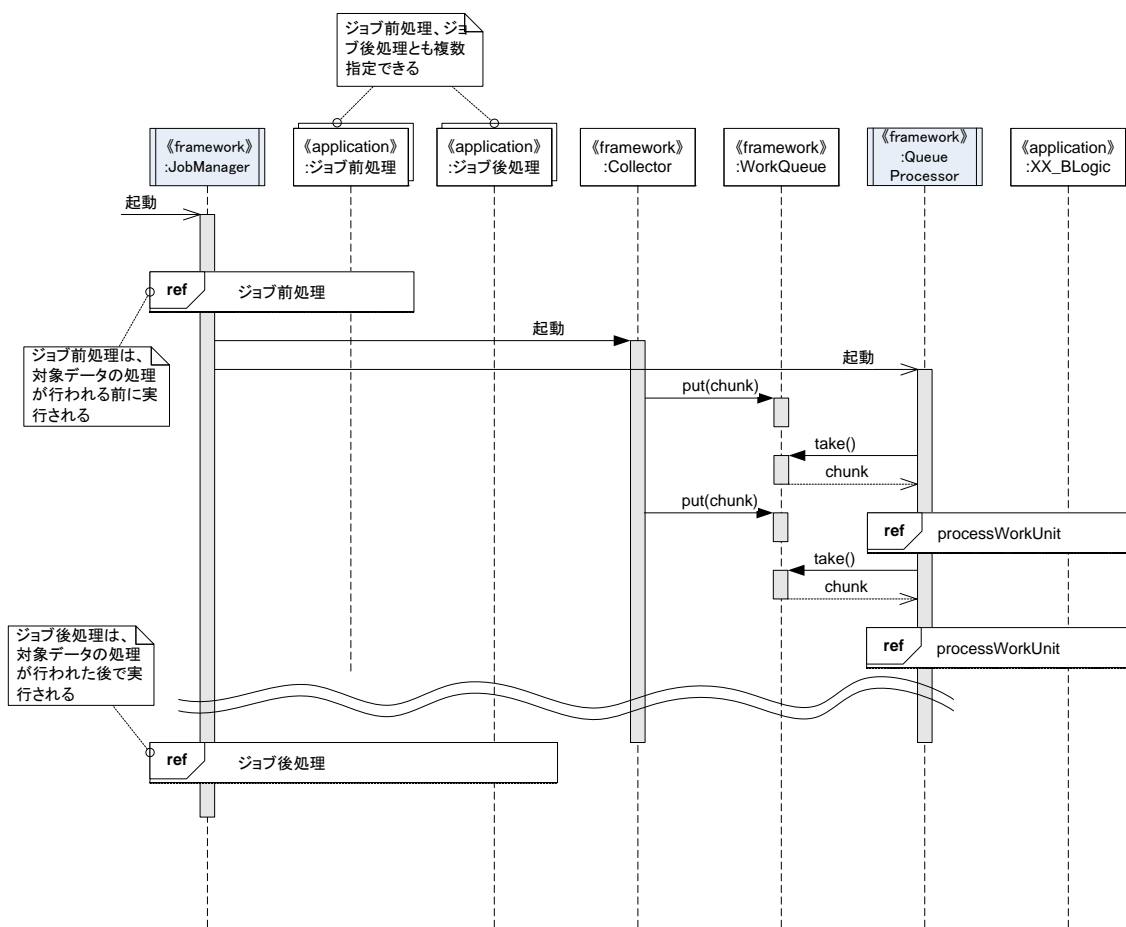 ジョブ前処理、ジョ
ブ後処理とも複数
指定できる
《framework》
:JobManager
《application》
:ジョブ前処理
《application》
:ジョブ後処理
《framework》
:Collector
《framework》
:WorkQueue
《framework》
:Queue
Processor
《application》
:XX_BLogic
起動
ref
ジョブ前処理
起動
ジョブ前処理は、
対象データの処理
が行われる前に実
行される
起動
put(chunk)
take()
chunk
put(chunk)
ref
processWorkUnit
take()
chunk
ジョブ後処理は、
対象データの処理
が行われた後で実
行される
ref
processWorkUnit
ref
ジョブ後処理